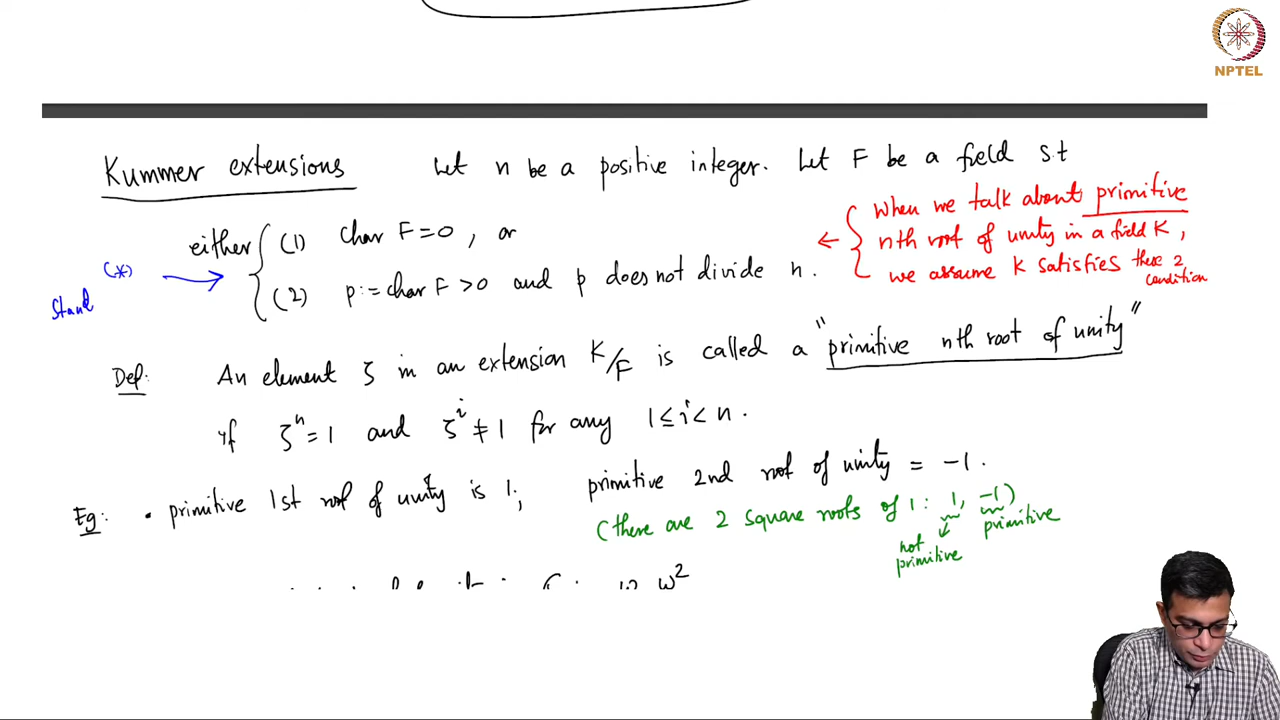 NPTEL
Kummer extensions Let n be a positive integer. Let F be a field s.t
either (1) char F = 0, or
(2) p := char F > 0 and p does not divide n.
(*)
Stand
When we talk about primitive
nth root of unity in a field K,
we assume K satisfies these 2
condition
Def: An element ζ in an extension K/F is called a "primitive nth root of unity"
if ζ^n = 1 and ζ^i ≠ 1 for any 1 ≤ i < n.
Eg: • primitive 1st root of unity is 1; primitive 2nd root of unity = -1.
(there are 2 square roots of 1: 1, -1)
not primitive
primitive
ω²